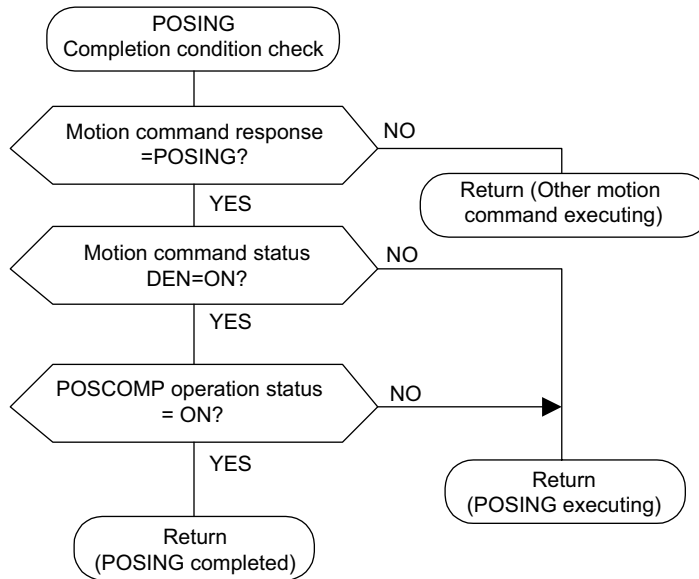 POSING
Completion condition check
Motion command response
=POSING?
NO
Return (Other motion
command executing)
YES
Motion command status
DEN=ON?
NO
YES
POSCOMP operation status
= ON?
NO
YES
Return
(POSING executing)
Return
(POSING completed)